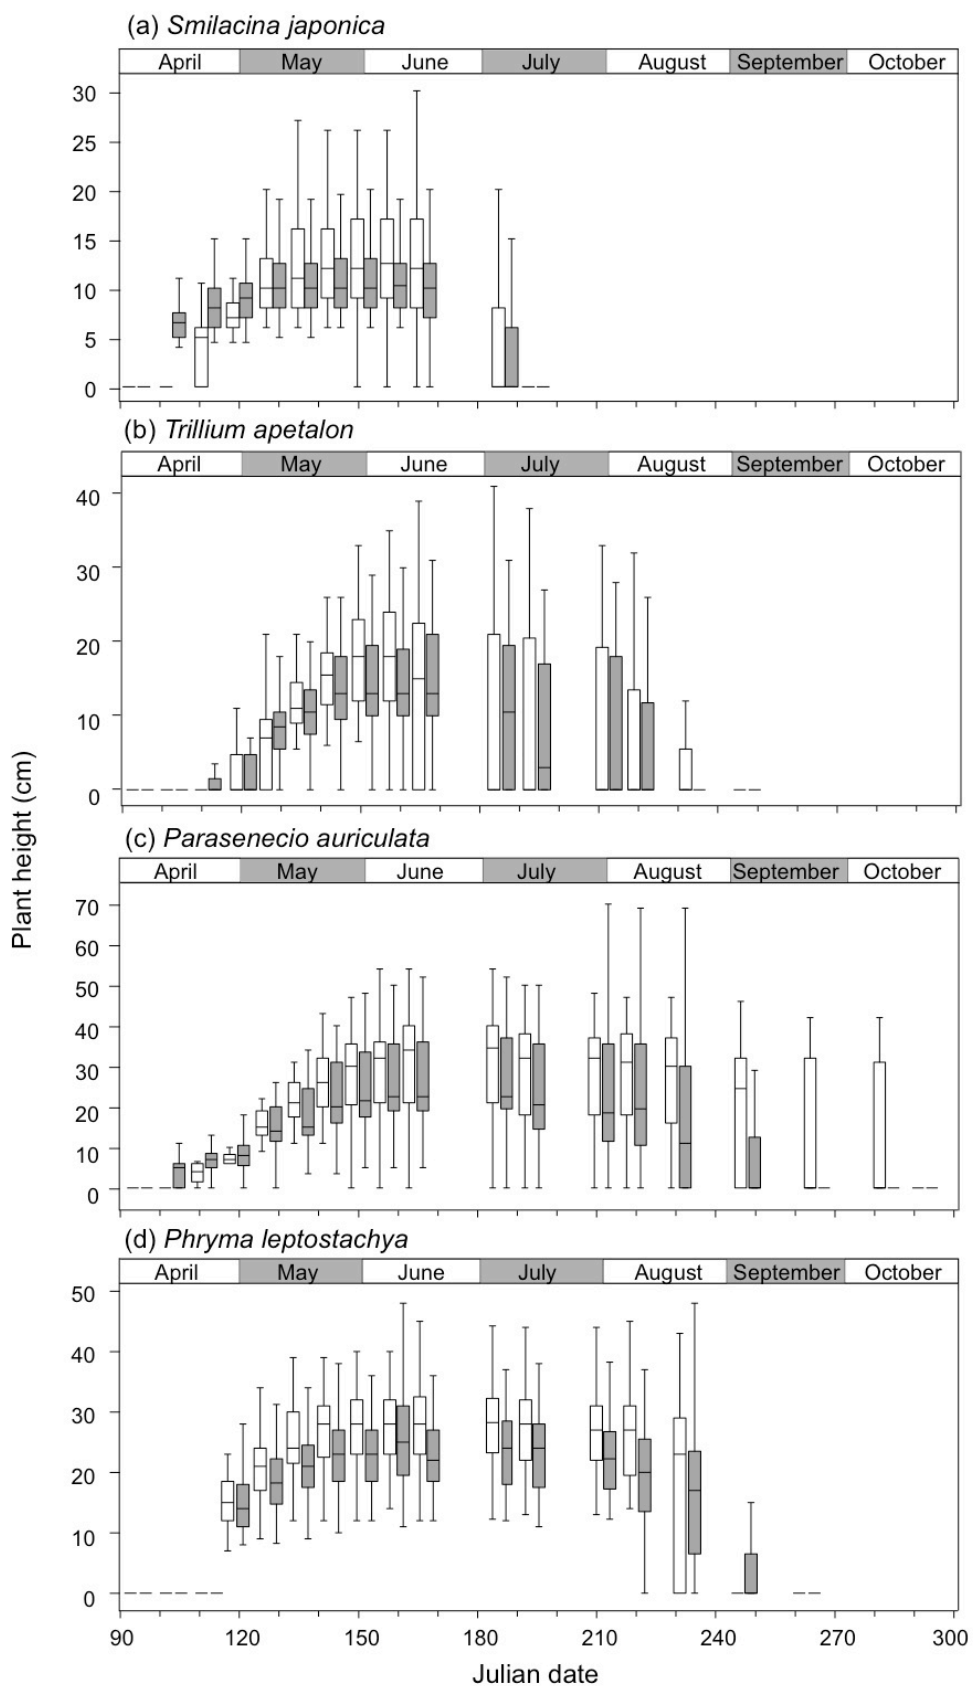 (a) Smilacina japonica
April May June July August September October
30
25
20
15
10
5
0
(b) Trillium apetalon
April May June July August September October
40
30
20
10
0
(c) Parasenecio auriculata
April May June July August September October
70
60
50
40
30
20
10
0
(d) Phryma leptostachya
April May June July August September October
50
40
30
20
10
0
90 120 150 180 210 240 270 300
Julian date
Plant height (cm)